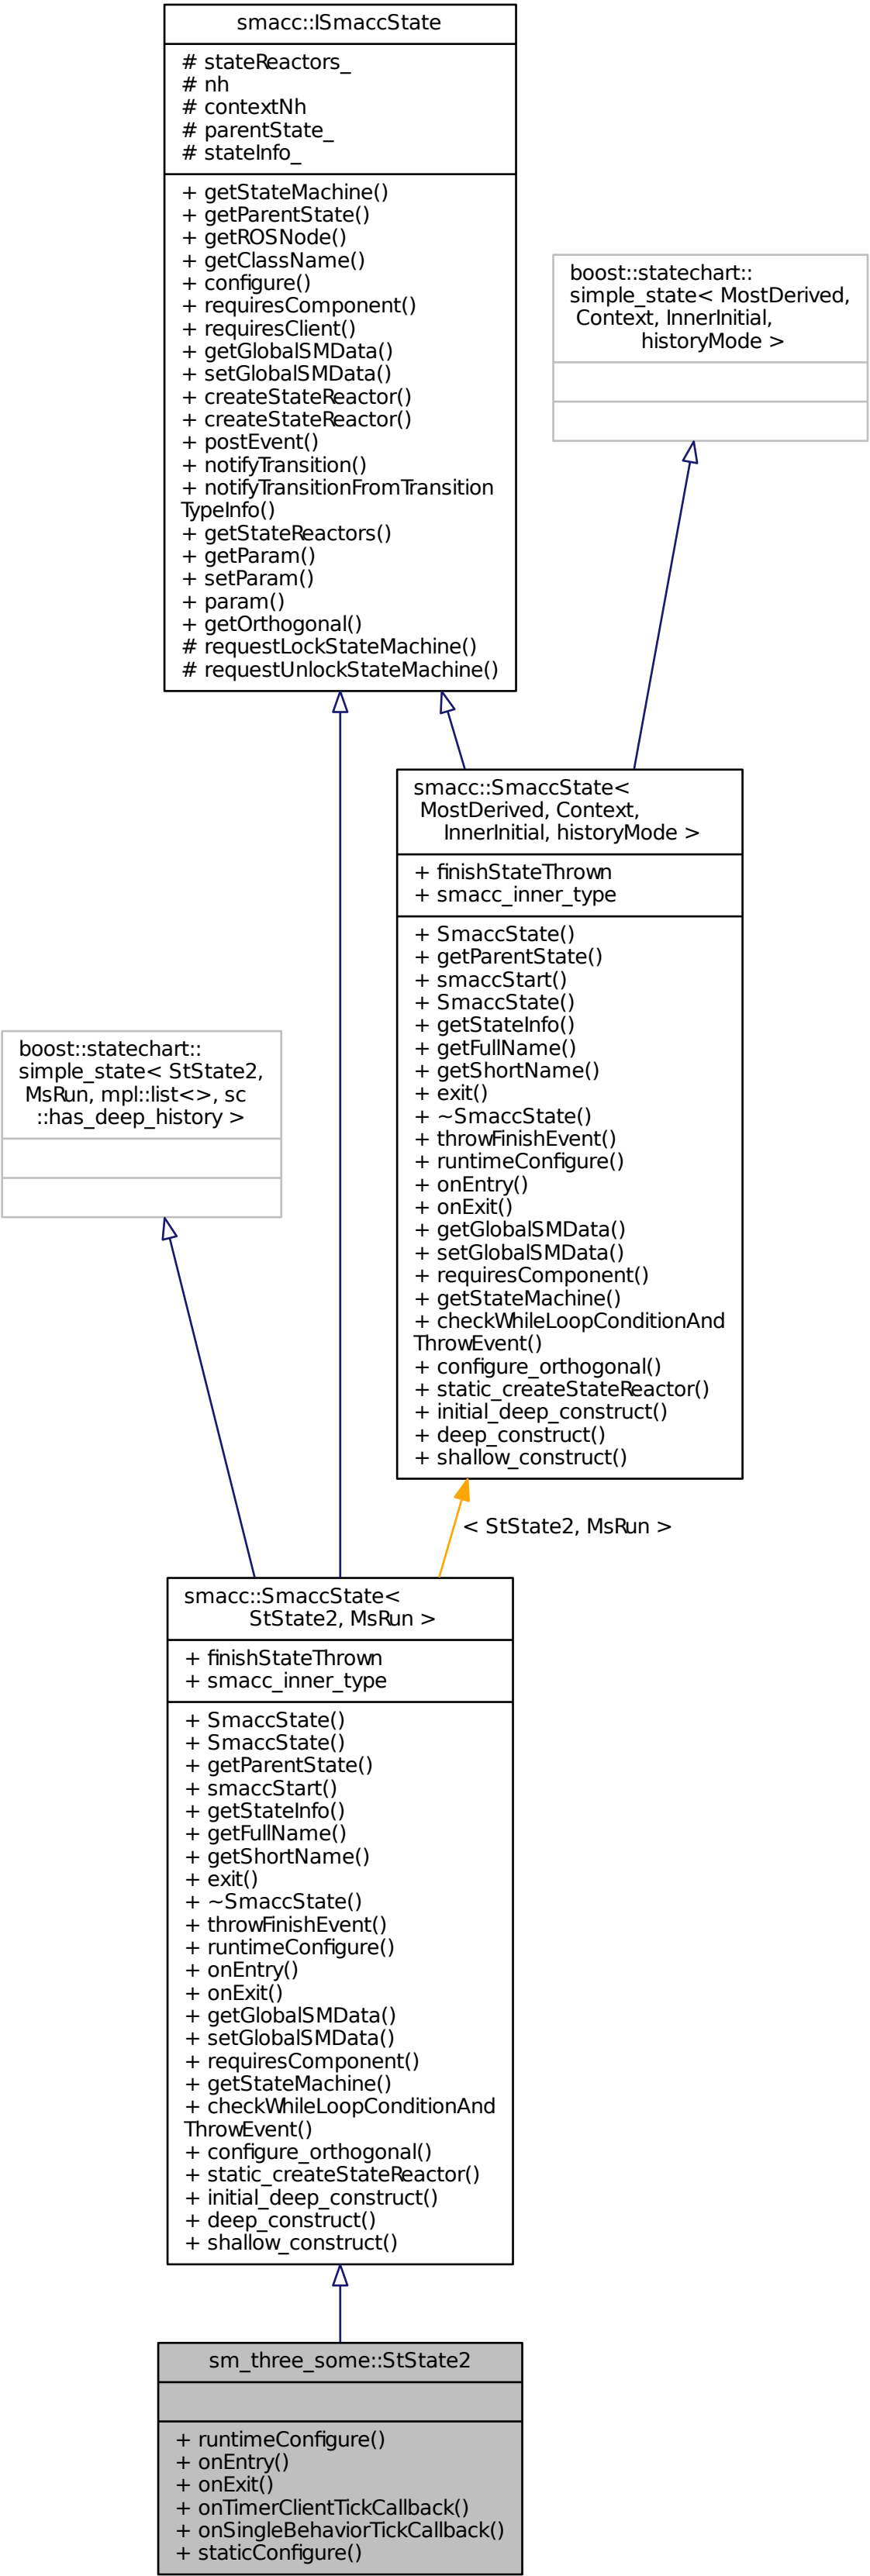 smacc::ISmaccState
# stateReactors_
# nh
# contextNh
# parentState_
# stateInfo_
+ getStateMachine()
+ getParentState()
+ getROSNode()
+ getClassName()
+ configure()
+ requiresComponent()
+ requiresClient()
+ getGlobalSMData()
+ setGlobalSMData()
+ createStateReactor()
+ createStateReactor()
+ postEvent()
+ notifyTransition()
+ notifyTransitionFromTransition
TypeInfo()
+ getStateReactors()
+ getParam()
+ setParam()
+ param()
+ getOrthogonal()
# requestLockStateMachine()
# requestUnlockStateMachine()
boost::statechart::
simple_state< MostDerived,
Context, InnerInitial,
historyMode >
smacc::SmaccState<
MostDerived, Context,
InnerInitial, historyMode >
+ finishStateThrown
+ smacc_inner_type
+ SmaccState()
+ getParentState()
+ smaccStart()
+ SmaccState()
+ getStateInfo()
+ getFullName()
+ getShortName()
+ exit()
+ ~SmaccState()
+ throwFinishEvent()
+ runtimeConfigure()
+ onEntry()
+ onExit()
+ getGlobalSMData()
+ setGlobalSMData()
+ requiresComponent()
+ getStateMachine()
+ checkWhileLoopConditionAnd
ThrowEvent()
+ configure_orthogonal()
+ static_createStateReactor()
+ initial_deep_construct()
+ deep_construct()
+ shallow_construct()
boost::statechart::
simple_state< StState2,
MsRun, mpl::list<>, sc
::has_deep_history >
< StState2, MsRun >
smacc::SmaccState<
StState2, MsRun >
+ finishStateThrown
+ smacc_inner_type
+ SmaccState()
+ SmaccState()
+ getParentState()
+ smaccStart()
+ getStateInfo()
+ getFullName()
+ getShortName()
+ exit()
+ ~SmaccState()
+ throwFinishEvent()
+ runtimeConfigure()
+ onEntry()
+ onExit()
+ getGlobalSMData()
+ setGlobalSMData()
+ requiresComponent()
+ getStateMachine()
+ checkWhileLoopConditionAnd
ThrowEvent()
+ configure_orthogonal()
+ static_createStateReactor()
+ initial_deep_construct()
+ deep_construct()
+ shallow_construct()
sm_three_some::StState2
+ runtimeConfigure()
+ onEntry()
+ onExit()
+ onTimerClientTickCallback()
+ onSingleBehaviorTickCallback()
+ staticConfigure()